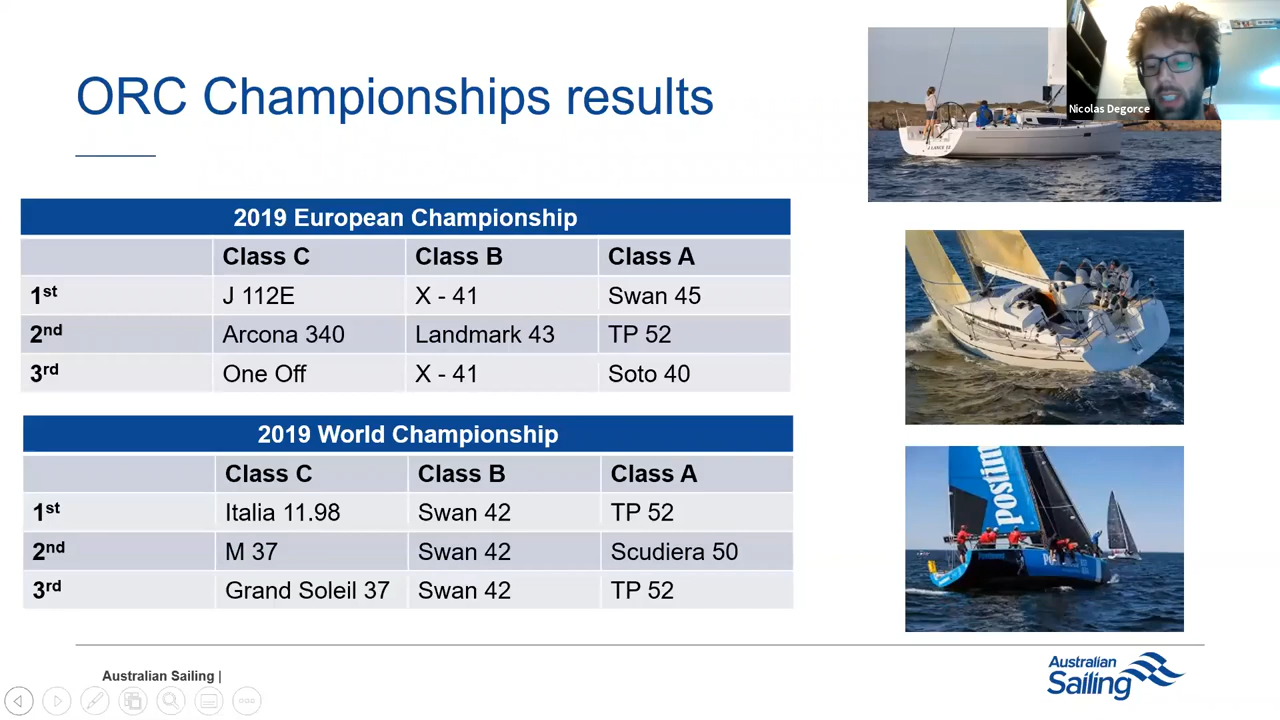 ORC Championships results
Nicolas Degorce
2019 European Championship
Class C Class B Class A
1st J 112E X - 41 Swan 45
2nd Arcona 340 Landmark 43 TP 52
3rd One Off X - 41 Soto 40
2019 World Championship
Class C Class B Class A
1st Italia 11.98 Swan 42 TP 52
2nd M 37 Swan 42 Scudiera 50
3rd Grand Soleil 37 Swan 42 TP 52
postim
Australian Sailing |
Australian
Sailing